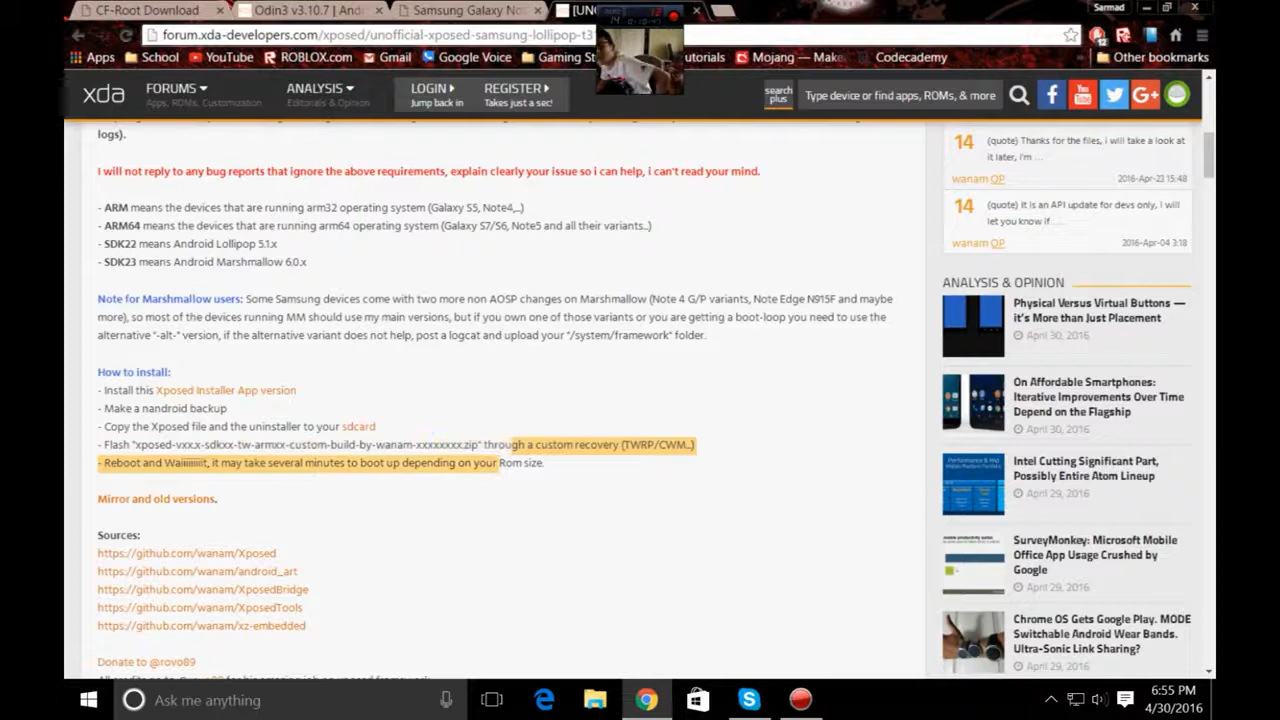 CF-Root Download
Odin3 v3.10.7 | And
Samsung Galaxy No
[UN
Sarmad
forum.xda-developers.com/xposed/unofficial-xposed-samsung-lollipop-t3
Apps
School
YouTube
ROBLOX.com
Gmail
Google Voice
Gaming St
utorials
Mojang — Make
Codecademy
Other bookmarks
xda
FORUMS
Apps, ROMs, Customization
ANALYSIS
Editorials & Opinion
LOGIN
Jump back in
REGISTER
Takes just a sec!
search
plus
Type device or find apps, ROMs, & more
logs).
I will not reply to any bug reports that ignore the above requirements, explain clearly your issue so i can help, i can't read your mind.
- ARM means the devices that are running arm32 operating system (Galaxy S5, Note4,..)
- ARM64 means the devices that are running arm64 operating system (Galaxy S7/S6, Note5 and all their variants..)
- SDK22 means Android Lollipop 5.1.x
- SDK23 means Android Marshmallow 6.0.x
Note for Marshmallow users: Some Samsung devices come with two more non AOSP changes on Marshmallow (Note 4 G/P variants, Note Edge N915F and maybe
more), so most of the devices running MM should use my main versions, but if you own one of those variants or you are getting a boot-loop you need to use the
alternative "-alt-" version, if the alternative variant does not help, post a logcat and upload your "/system/framework" folder.
How to install:
- Install this Xposed Installer App version
- Make a nandroid backup
- Copy the Xposed file and the uninstaller to your sdcard
- Flash "xposed-vxx.x-sdkxx-tw-armxx-custom-build-by-wanam-xxxxxxxx.zip" through a custom recovery (TWRP/CWM..)
- Reboot and Waiiiiiiiit, it may take several minutes to boot up depending on your Rom size.
Mirror and old versions.
Sources:
https://github.com/wanam/Xposed
https://github.com/wanam/android_art
https://github.com/wanam/XposedBridge
https://github.com/wanam/XposedTools
https://github.com/wanam/xz-embedded
Donate to @rovo89
14
(quote) Thanks for the files, i will take a look at
it later, i'm ...
wanam OP
2016-Apr-23 15:48
14
(quote) It is an API update for devs only, I will
let you know if ...
wanam OP
2016-Apr-04 3:18
ANALYSIS & OPINION
Physical Versus Virtual Buttons —
it's More than Just Placement
April 30, 2016
On Affordable Smartphones:
Iterative Improvements Over Time
Depend on the Flagship
April 29, 2016
Intel Cutting Significant Part,
Possibly Entire Atom Lineup
April 29, 2016
SurveyMonkey: Microsoft Mobile
Office App Usage Crushed by
Google
April 29, 2016
Chrome OS Gets Google Play. MODE
Switchable Android Wear Bands.
Ultra-Sonic Link Sharing?
April 29, 2016
Ask me anything
6:55 PM
4/30/2016